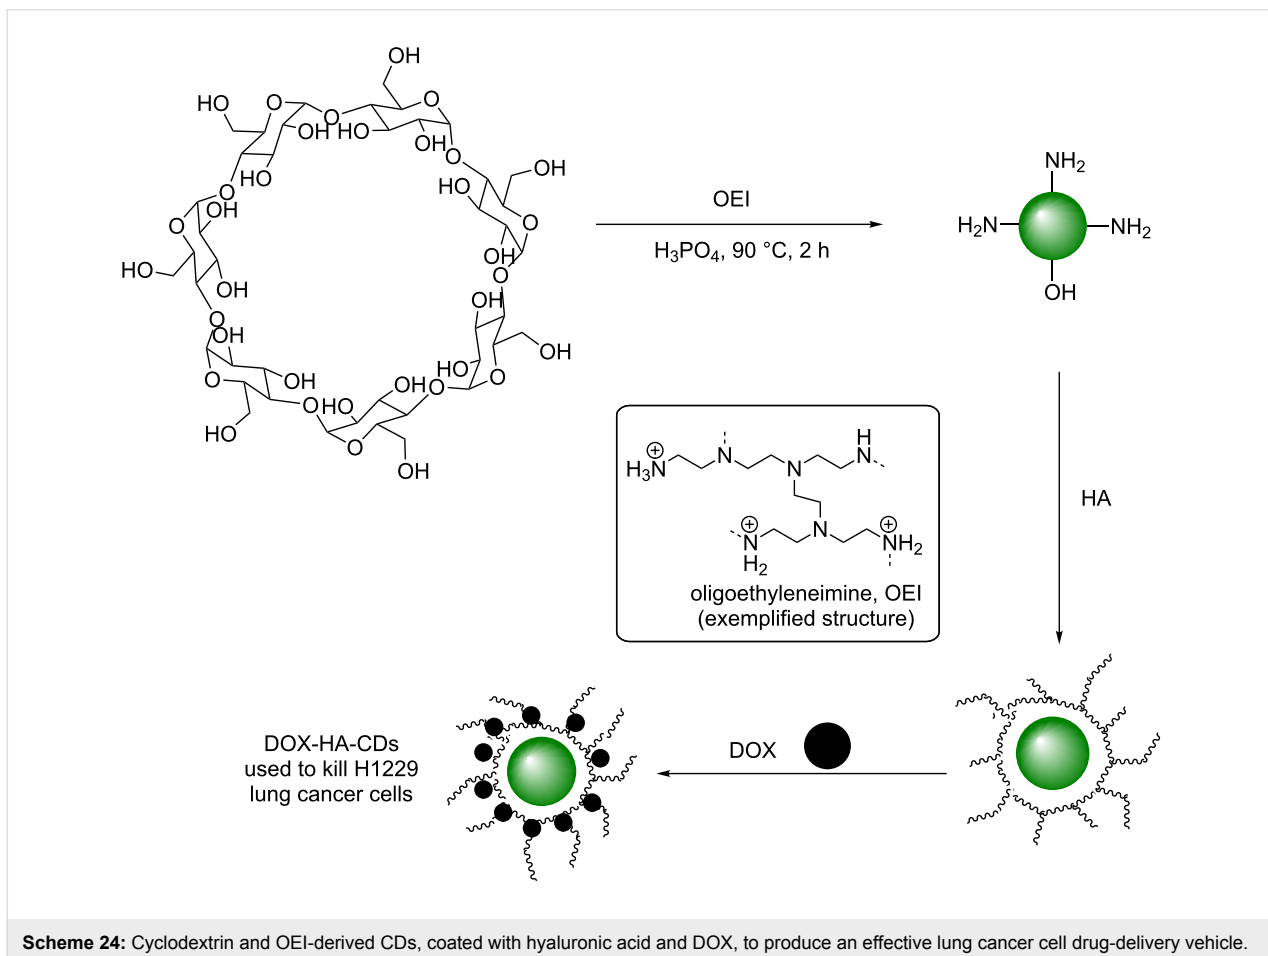 OH
HO
O
O
O
OH
HO
OH
HO
O
OH
HO
O
OH
O
OH
O
HO
OH
OH
O
OH
O
OH
HO
O
OH
O
OH
O
OH
HO
O
HO
OH
O
O
OH
OEI
H₃PO₄, 90 °C, 2 h
NH₂
H₂N
NH₂
OH
HA
H₃N⊕
N
N
H
N
N
⊕
N
H₂
⊕
NH₂
oligoethyleneimine, OEI
(exemplified structure)
DOX
DOX-HA-CDs
used to kill H1229
lung cancer cells
Scheme 24: Cyclodextrin and OEI-derived CDs, coated with hyaluronic acid and DOX, to produce an effective lung cancer cell drug-delivery vehicle.